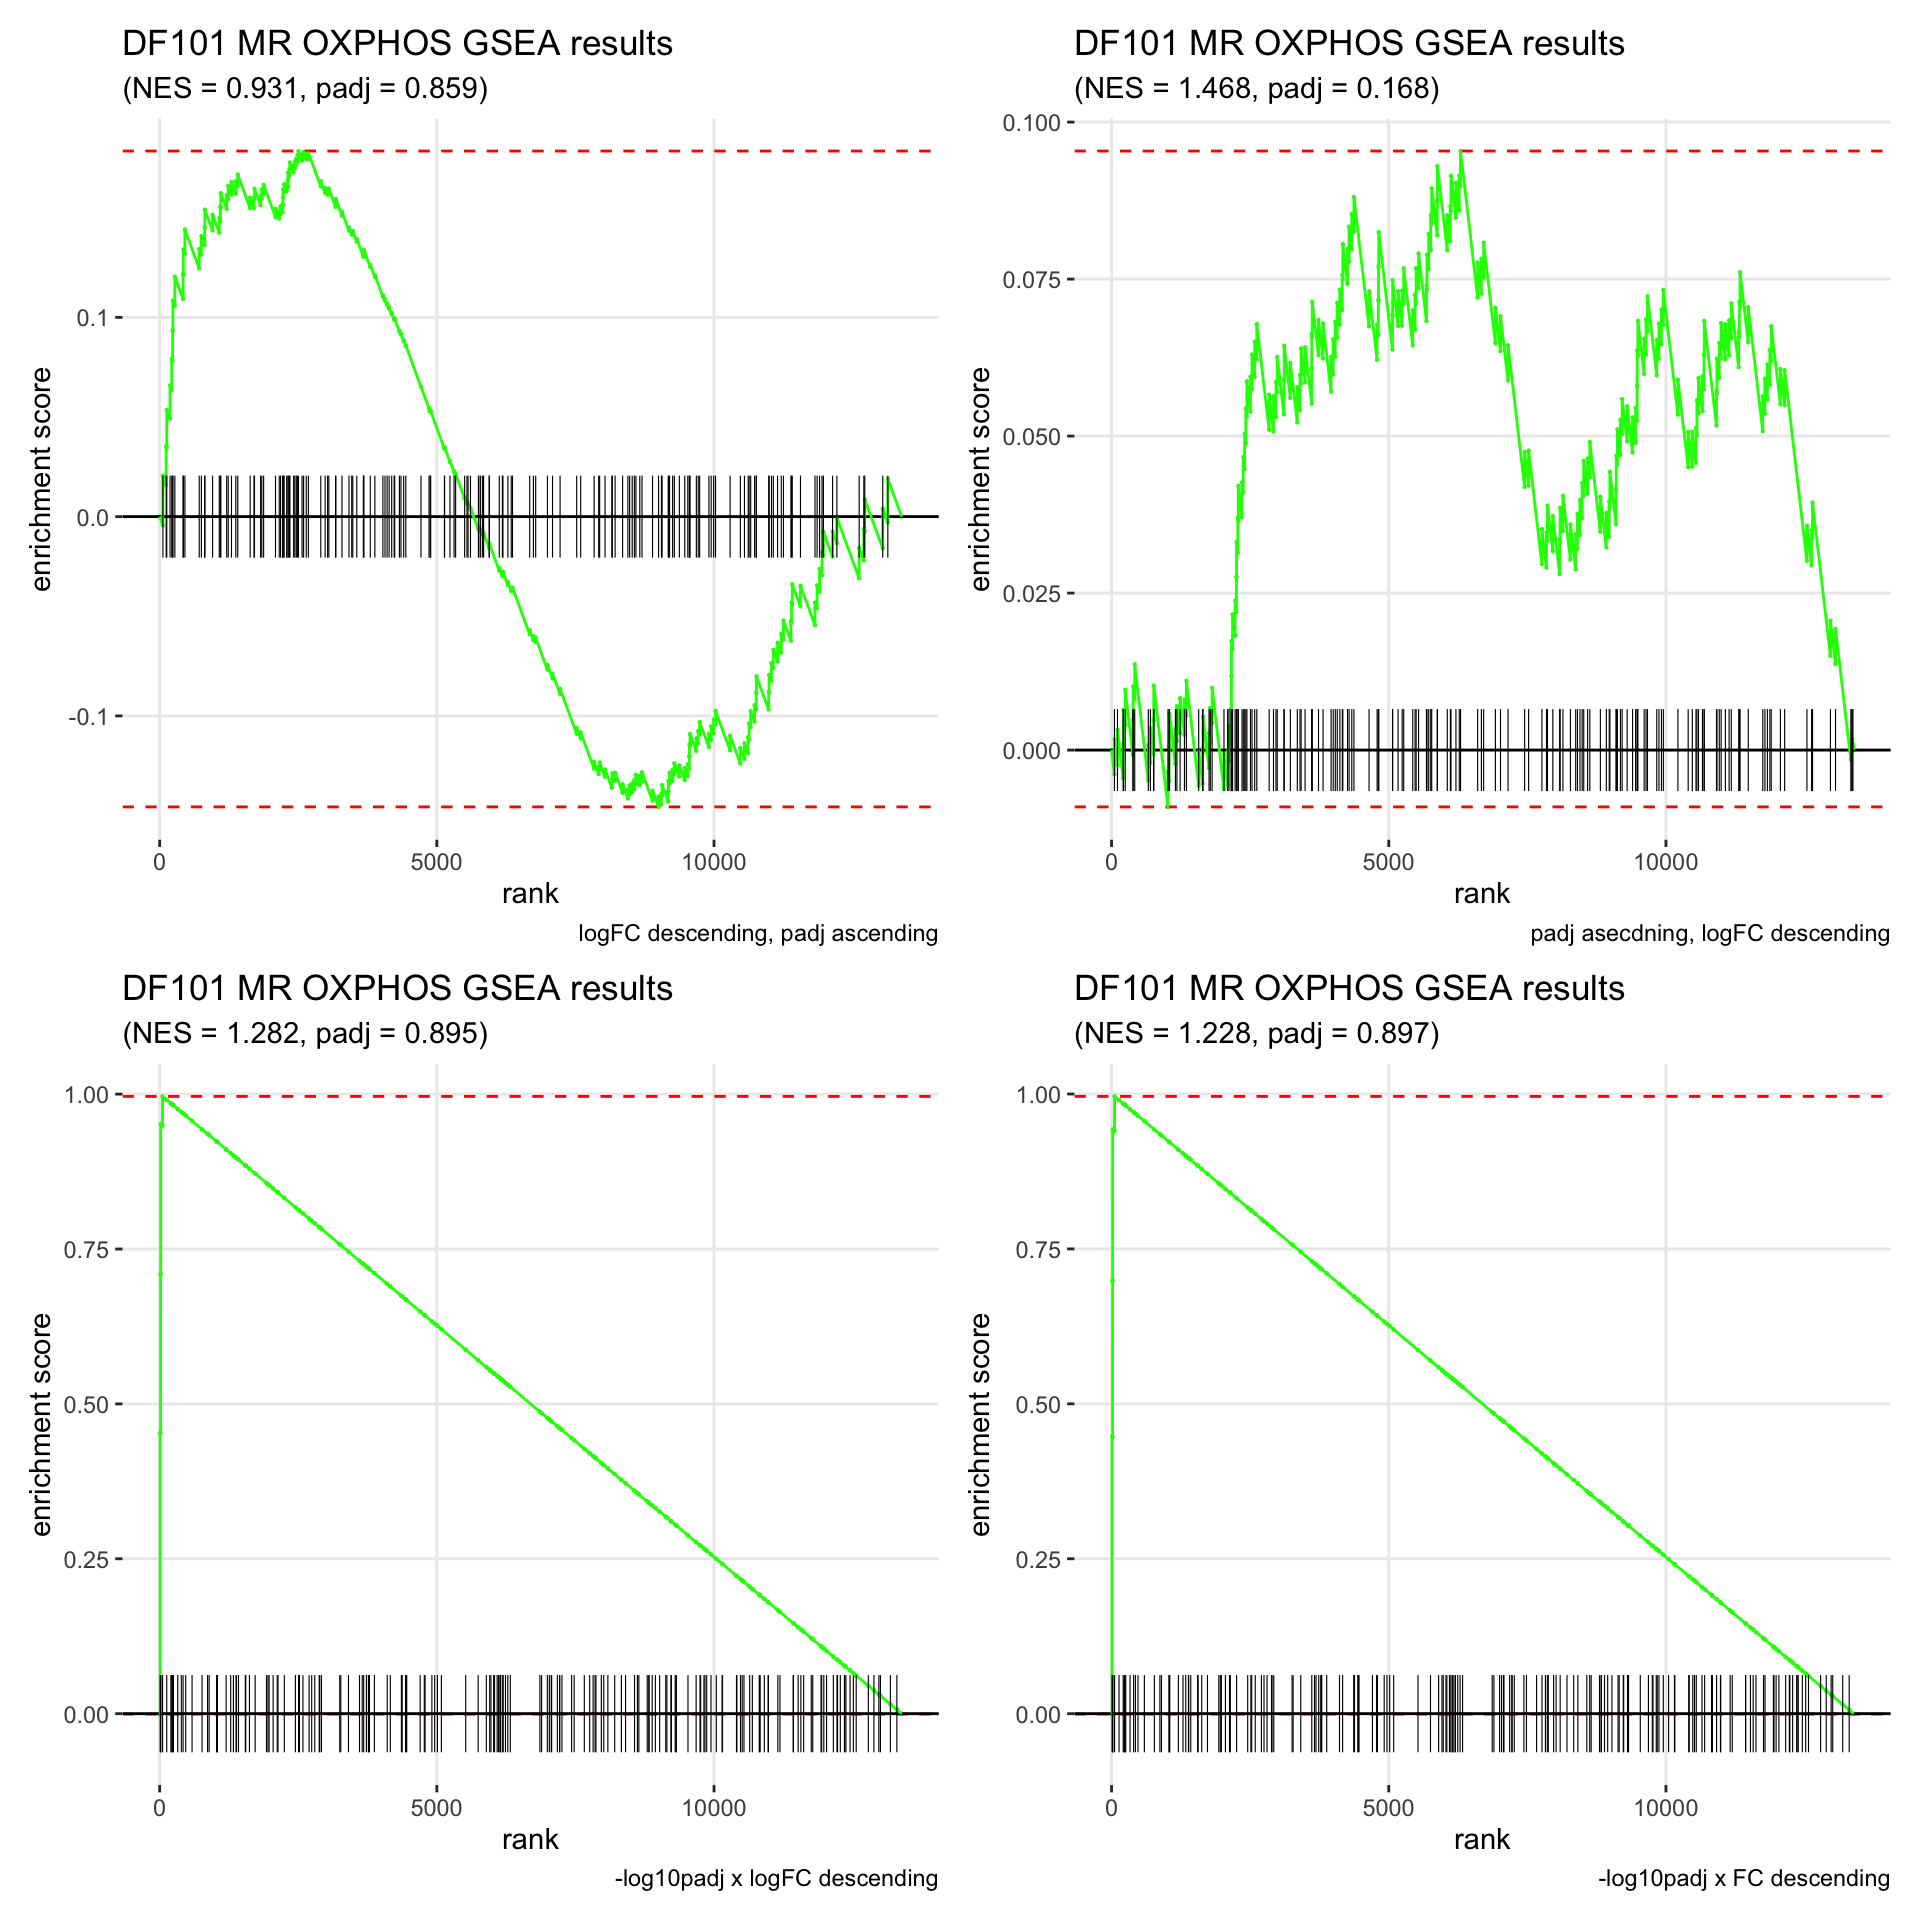 DF101 MR OXPHOS GSEA results
(NES = 0.931, padj = 0.859)
0.1
0.0
-0.1
enrichment score
0 5000 10000
rank
logFC descending, padj ascending
DF101 MR OXPHOS GSEA results
(NES = 1.468, padj = 0.168)
0.100
0.075
0.050
0.025
0.000
enrichment score
0 5000 10000
rank
padj asecdning, logFC descending
DF101 MR OXPHOS GSEA results
(NES = 1.282, padj = 0.895)
1.00
0.75
0.50
0.25
0.00
enrichment score
0 5000 10000
rank
-log10padj x logFC descending
DF101 MR OXPHOS GSEA results
(NES = 1.228, padj = 0.897)
1.00
0.75
0.50
0.25
0.00
enrichment score
0 5000 10000
rank
-log10padj x FC descending